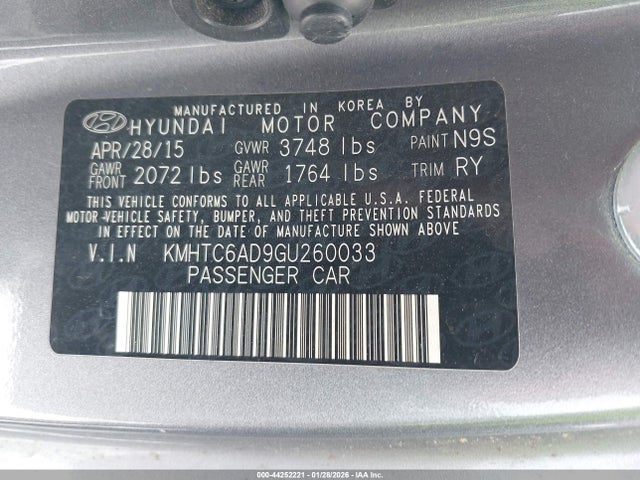 MANUFACTURED IN KOREA BY
HYUNDAI MOTOR COMPANY
APR/28/15 GVWR 3748 lbs PAINT N9S
GAWR FRONT 2072 lbs GAWR REAR 1764 lbs TRIM RY
THIS VEHICLE CONFORMS TO ALL APPLICABLE U.S.A. FEDERAL
MOTOR-VEHICLE SAFETY, BUMPER, AND THEFT PREVENTION STANDARDS
IN EFFECT ON THE DATE OF MANUFACTURE SHOWN ABOVE
V.I.N KMHTC6AD9GU260033
PASSENGER CAR
000-44252221 | 01/28/2026 - IAA Inc.